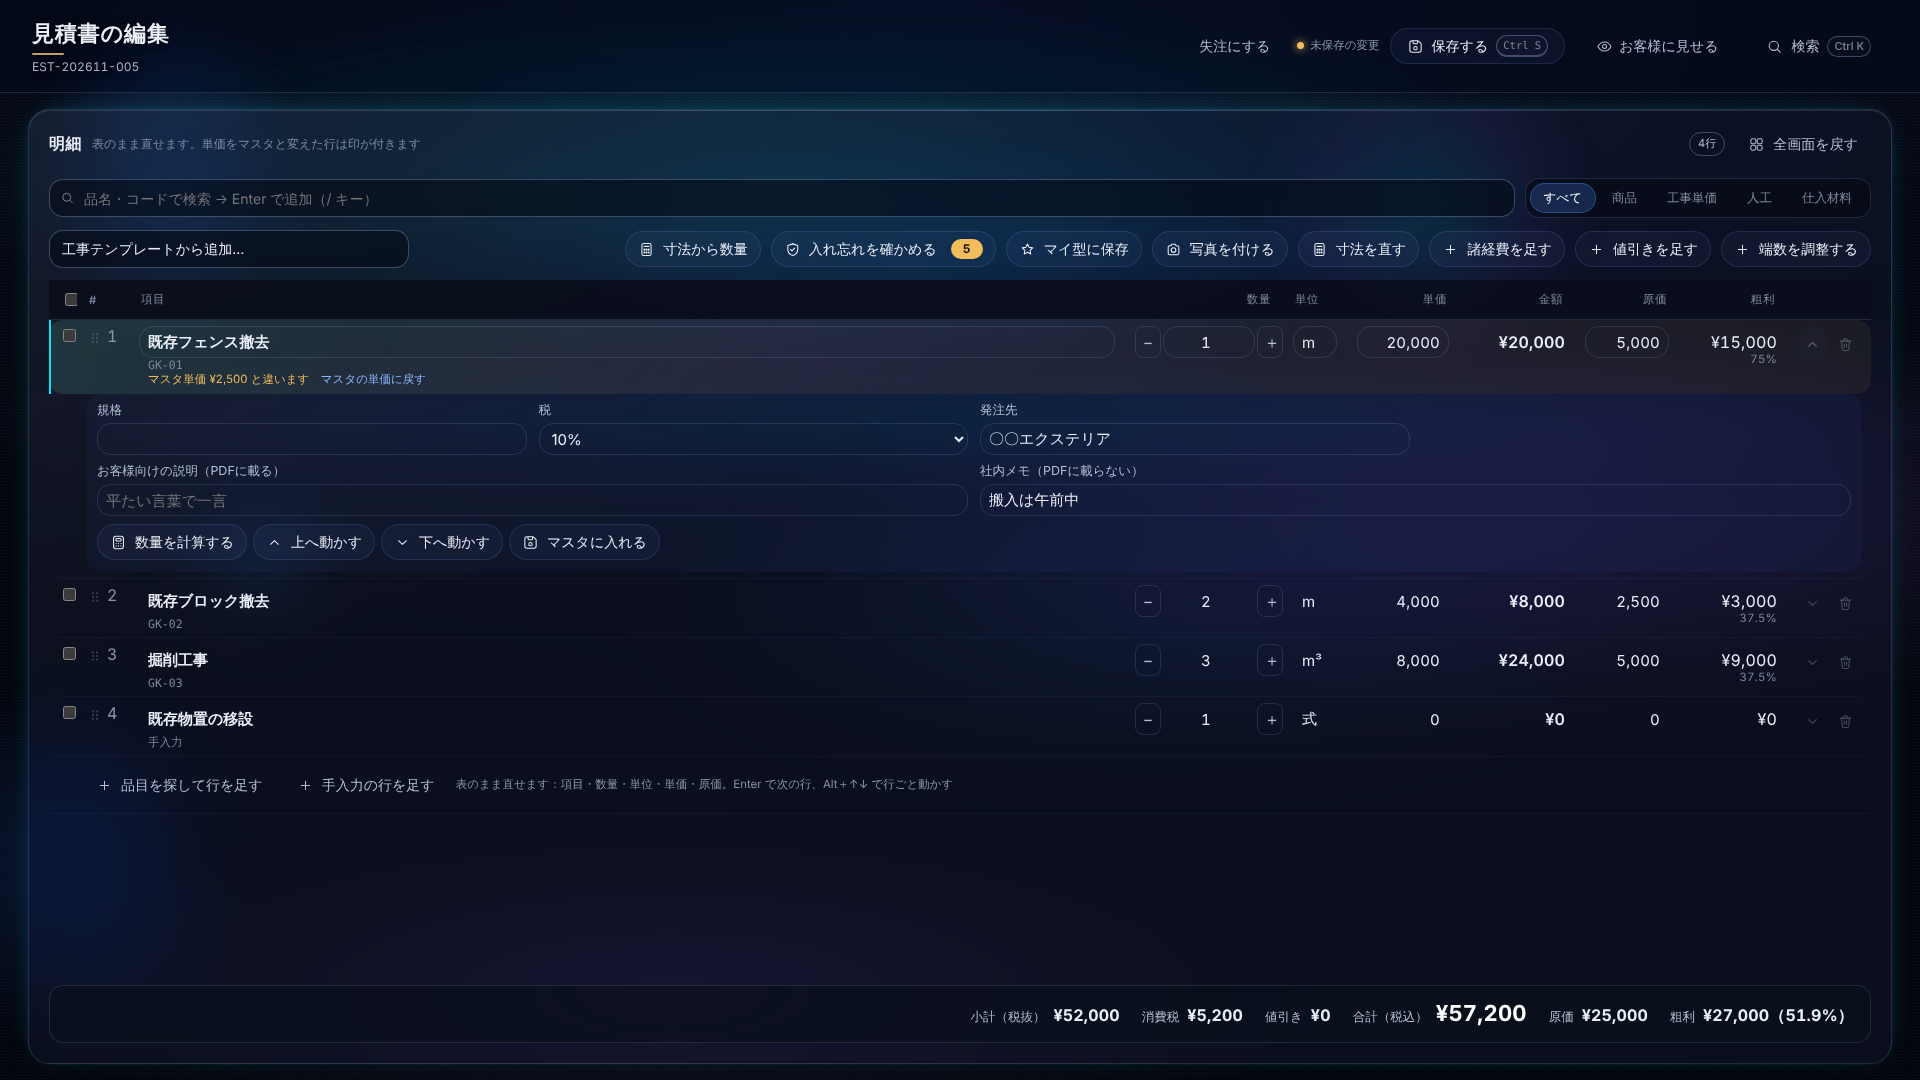 見積書の編集
EST-202611-005
失注にする
未保存の変更
保存する Ctrl S
お客様に見せる
検索 Ctrl K
明細 表のまま直せます。単価をマスタと変えた行は印が付きます
4行
全画面を戻す
品名・コードで検索 → Enter で追加（/ キー）
すべて 商品 工事単価 人工 仕入材料
工事テンプレートから追加...
寸法から数量
入れ忘れを確かめる 5
マイ型に保存
写真を付ける
寸法を直す
+ 諸経費を足す
+ 値引きを足す
+ 端数を調整する
# 項目 数量 単位 単価 金額 原価 粗利
1 既存フェンス撤去 − 1 + m 20,000 ¥20,000 5,000 ¥15,000
75%
GK-01
マスタ単価 ¥2,500 と違います マスタの単価に戻す
規格 税 発注先
10% 〇〇エクステリア
お客様向けの説明（PDFに載る） 社内メモ（PDFに載らない）
平たい言葉で一言 搬入は午前中
数量を計算する 上へ動かす 下へ動かす マスタに入れる
2 既存ブロック撤去 − 2 + m 4,000 ¥8,000 2,500 ¥3,000
GK-02 37.5%
3 掘削工事 − 3 + m³ 8,000 ¥24,000 5,000 ¥9,000
GK-03 37.5%
4 既存物置の移設 − 1 + 式 0 ¥0 0 ¥0
手入力
+ 品目を探して行を足す + 手入力の行を足す 表のまま直せます：項目・数量・単位・単価・原価。Enter で次の行、Alt＋↑↓ で行ごと動かす
小計（税抜） ¥52,000 消費税 ¥5,200 値引き ¥0 合計（税込） ¥57,200 原価 ¥25,000 粗利 ¥27,000（51.9%）